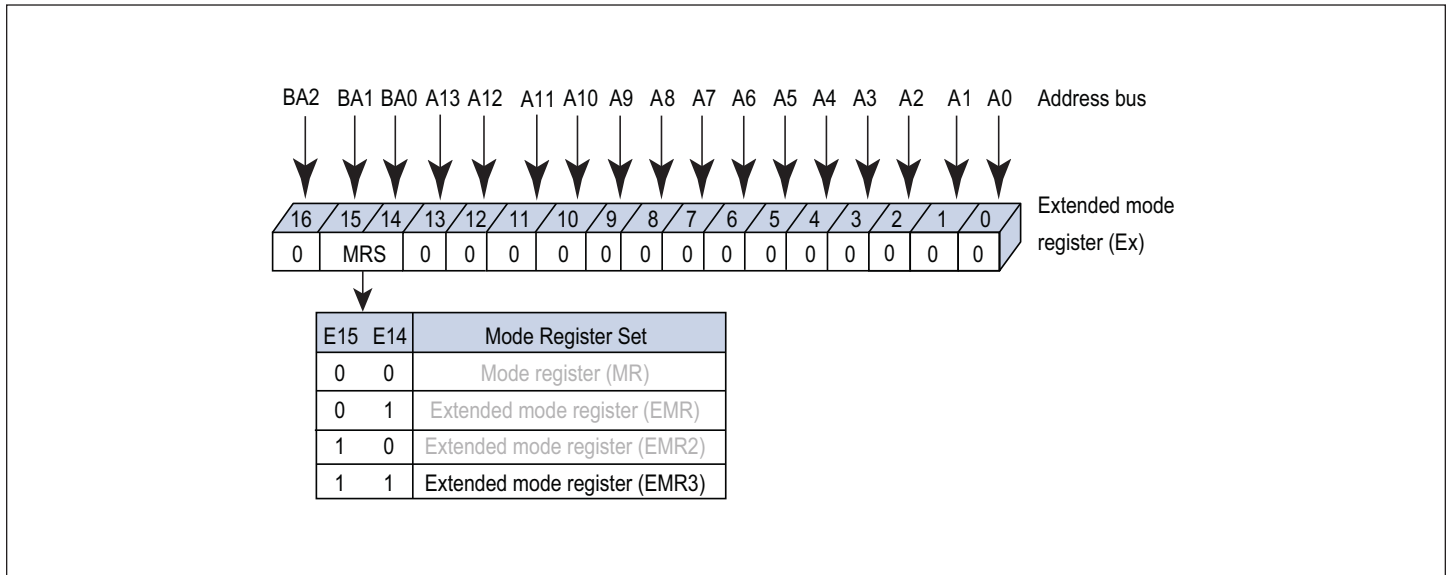 BA2 BA1 BA0 A13 A12 A11 A10 A9 A8 A7 A6 A5 A4 A3 A2 A1 A0 Address bus
16 15 14 13 12 11 10 9 8 7 6 5 4 3 2 1 0 Extended mode
0 MRS 0 0 0 0 0 0 0 0 0 0 0 0 0 0 register (Ex)
E15 E14 Mode Register Set
0 0 Mode register (MR)
0 1 Extended mode register (EMR)
1 0 Extended mode register (EMR2)
1 1 Extended mode register (EMR3)